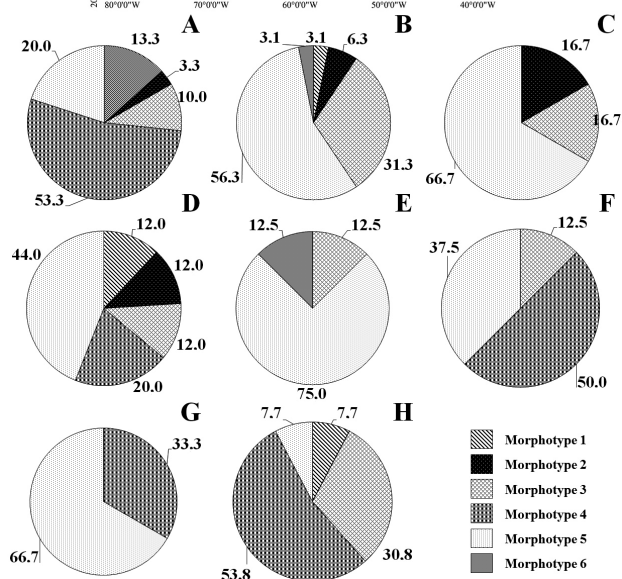 20
80°0'0"W 70°0'0"W 60°0'0"W 50°0'0"W 40°0'0"W
A B C
20.0 13.3 3.3 10.0 53.3
3.1 3.1 6.3 31.3 56.3
16.7 16.7 66.7
D E F
44.0 12.0 12.0 12.0 20.0
12.5 12.5 75.0
37.5 12.5 50.0
G H
33.3 66.7
7.7 7.7 30.8 53.8
Morphotype 1
Morphotype 2
Morphotype 3
Morphotype 4
Morphotype 5
Morphotype 6